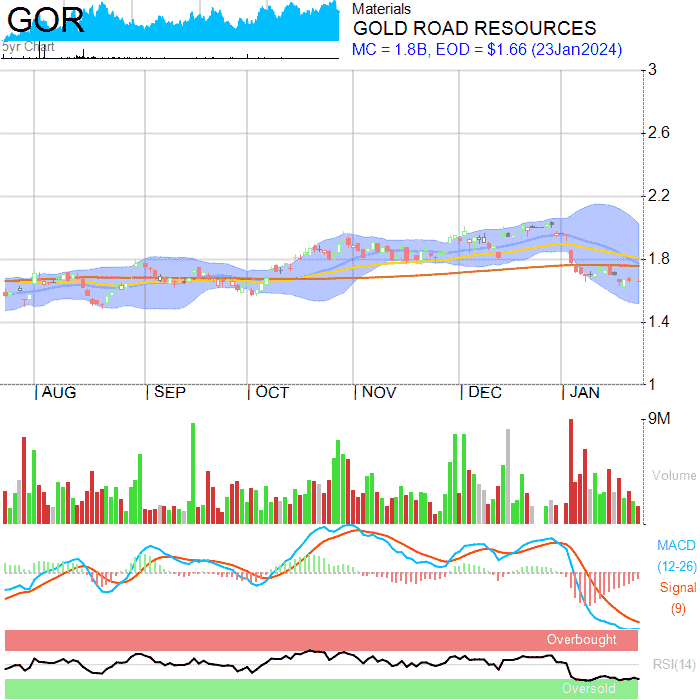 GOR
5yr Chart
Materials
GOLD ROAD RESOURCES
MC = 1.8B, EOD = $1.66 (23Jan2024)
3
2.6
2.2
1.8
1.4
1
AUG SEP OCT NOV DEC JAN
9M
Volume
MACD
(12-26)
Signal
(9)
Overbought
RSI(14)
Oversold